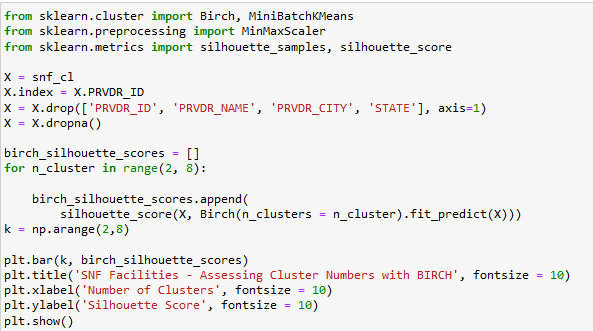 from sklearn.cluster import Birch, MiniBatchKMeans
from sklearn.preprocessing import MinMaxScaler
from sklearn.metrics import silhouette_samples, silhouette_score

X = snf_cl
X.index = X.PRVDR_ID
X = X.drop(['PRVDR_ID', 'PRVDR_NAME', 'PRVDR_CITY', 'STATE'], axis=1)
X = X.dropna()

birch_silhouette_scores = []
for n_cluster in range(2, 8):

    birch_silhouette_scores.append(
        silhouette_score(X, Birch(n_clusters = n_cluster).fit_predict(X)))
k = np.arange(2,8)

plt.bar(k, birch_silhouette_scores)
plt.title('SNF Facilities - Assessing Cluster Numbers with BIRCH', fontsize = 10)
plt.xlabel('Number of Clusters', fontsize = 10)
plt.ylabel('Silhouette Score', fontsize = 10)
plt.show()